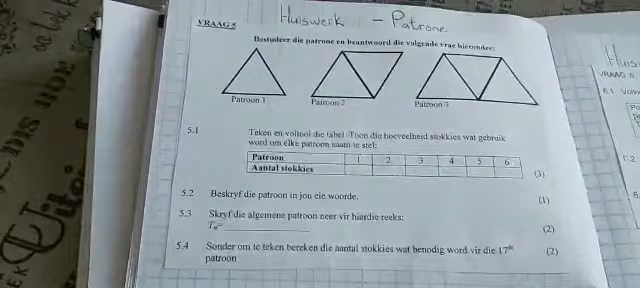 Huiswerk - Patrone
VRAAG 5
Bestudeer die patrone en beantwoord die volgende vrae hieronder:
Patroon 1
Patroon 2
Patroon 3
5.1 Teken en voltooi die tabel. Toon die hoeveelheid stokkies wat gebruik
word om elke patroon saam te stel:
Patroon 1 2 3 4 5 6
Aantal stokkies
(3)
5.2 Beskryf die patroon in jou eie woorde.
(1)
5.3 Skryf die algemene patroon neer vir hierdie reeks:
Tn=
(2)
5.4 Sonder om te teken bereken die aantal stokkies wat benodig word vir die 17de
patroon
(2)
VRAAG 6
6.1
6.2